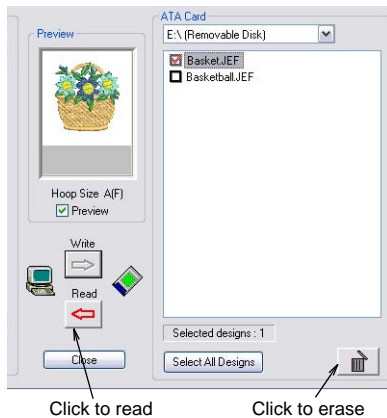 Preview
Hoop Size A(F)
Preview
Write
Read
Close
ATA Card
E:\ (Removable Disk)
Basket.JEF
Basketball.JEF
Selected designs : 1
Select All Designs
Click to read
Click to erase